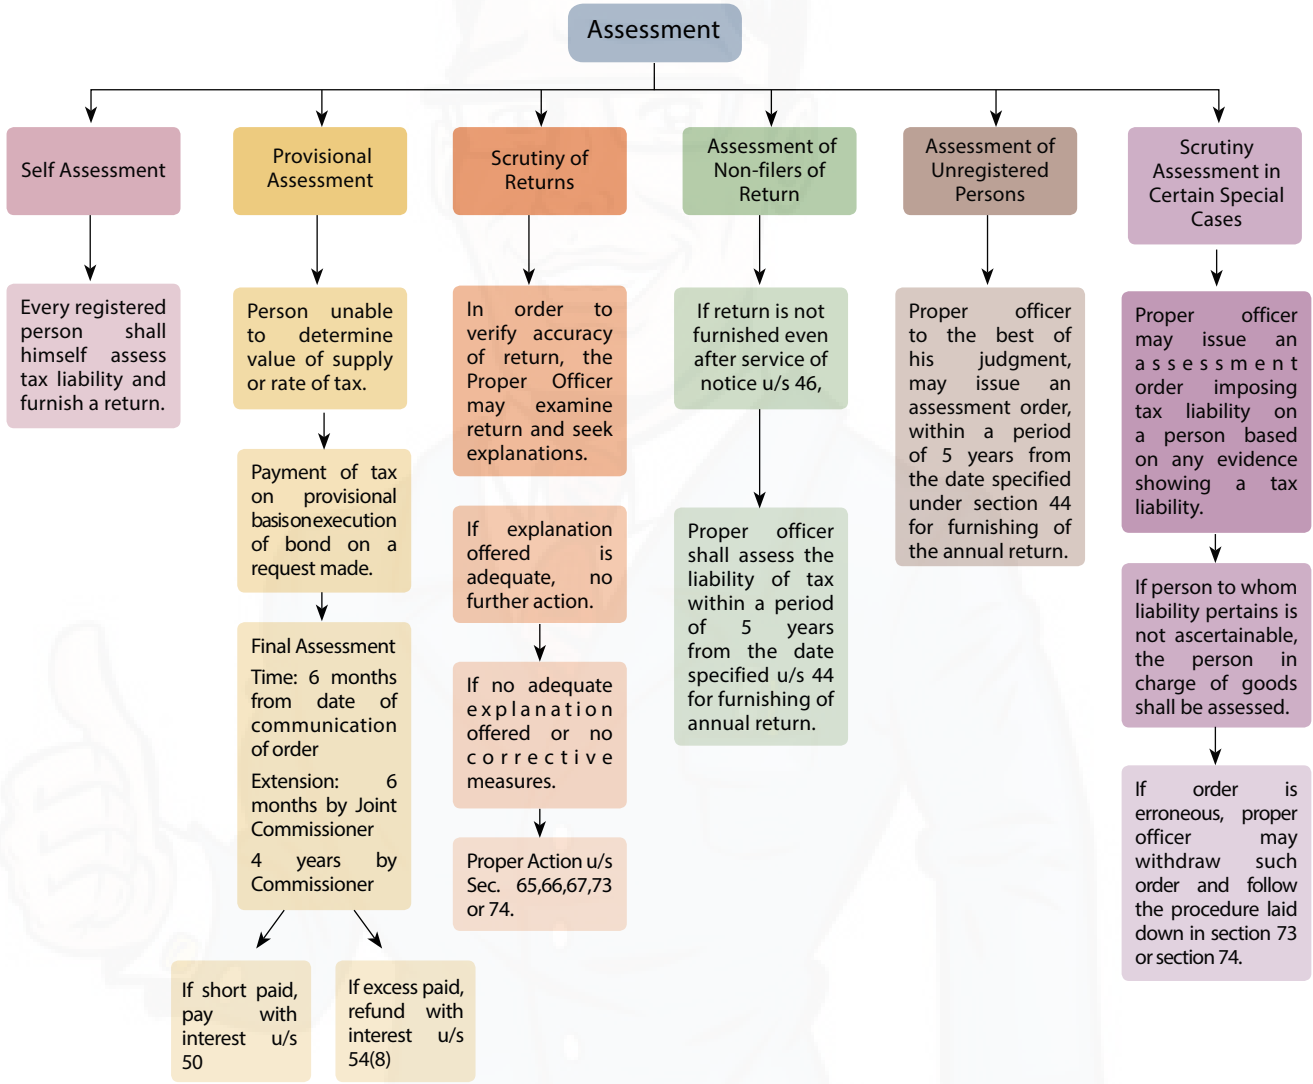 Assessment
Self Assessment
Every registered
person shall
himself assess
tax liability and
furnish a return.
Provisional
Assessment
Person unable
to determine
value of supply
or rate of tax.
Payment of tax
on provisional
basis on execution
of bond on a
request made.
Final Assessment
Time: 6 months
from date of
communication
of order
Extension: 6
months by Joint
Commissioner
4 years by
Commissioner
If short paid,
pay with
interest u/s
50
If excess paid,
refund with
interest u/s
54(8)
Scrutiny of
Returns
In order to
verify accuracy
of return, the
Proper Officer
may examine
return and seek
explanations.
If explanation
offered is
adequate, no
further action.
If no adequate
explanation
offered or no
corrective
measures.
Proper Action u/s
Sec. 65,66,67,73
or 74.
Assessment of
Non-filers of
Return
If return is not
furnished even
after service of
notice u/s 46,
Proper officer
shall assess the
liability of tax
within a period
of 5 years
from the date
specified u/s 44
for furnishing of
annual return.
Assessment of
Unregistered
Persons
Proper officer
to the best of
his judgment,
may issue an
assessment order,
within a period
of 5 years from
the date specified
under section 44
for furnishing of
the annual return.
Scrutiny
Assessment in
Certain Special
Cases
Proper officer
may issue an
assessment
order imposing
tax liability on
a person based
on any evidence
showing a tax
liability.
If person to whom
liability pertains is
not ascertainable,
the person in
charge of goods
shall be assessed.
If order is
erroneous, proper
officer may
withdraw such
order and follow
the procedure laid
down in section 73
or section 74.